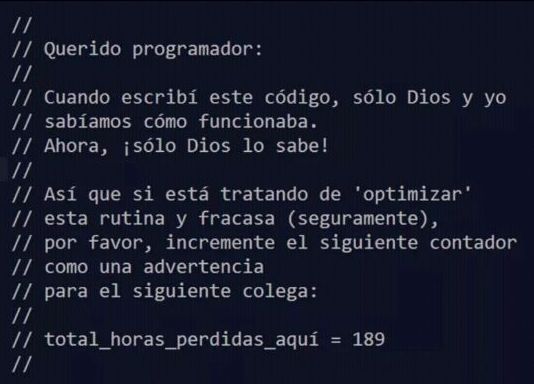 //
// Querido programador:
//
// Cuando escribí este código, sólo Dios y yo
// sabíamos cómo funcionaba.
// Ahora, ¡sólo Dios lo sabe!
//
// Así que si está tratando de 'optimizar'
// esta rutina y fracasa (seguramente),
// por favor, incremente el siguiente contador
// como una advertencia
// para el siguiente colega:
//
// total_horas_perdidas_aquí = 189
//